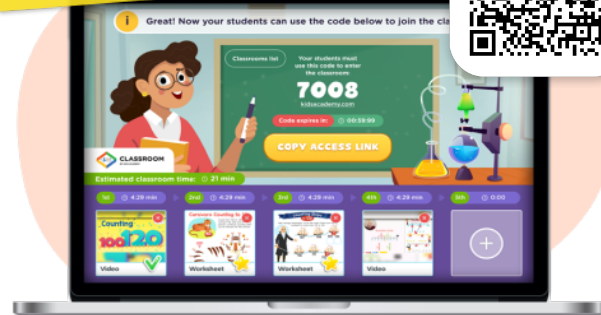 i Great! Now your students can use the code below to join the cla
Classrooms list
Your students must
use this code to enter
the classroom:
7008
kidsacademy.com
Code expires in: 00:59:99
COPY ACCESS LINK
CLASSROOM
Estimated classroom time: 21 min
1st 4:29 min 2nd 4:29 min 3rd 4:29 min 4th 4:29 min 5th 0:00
Counting
100 120
Video
Worksheet
Worksheet
Video